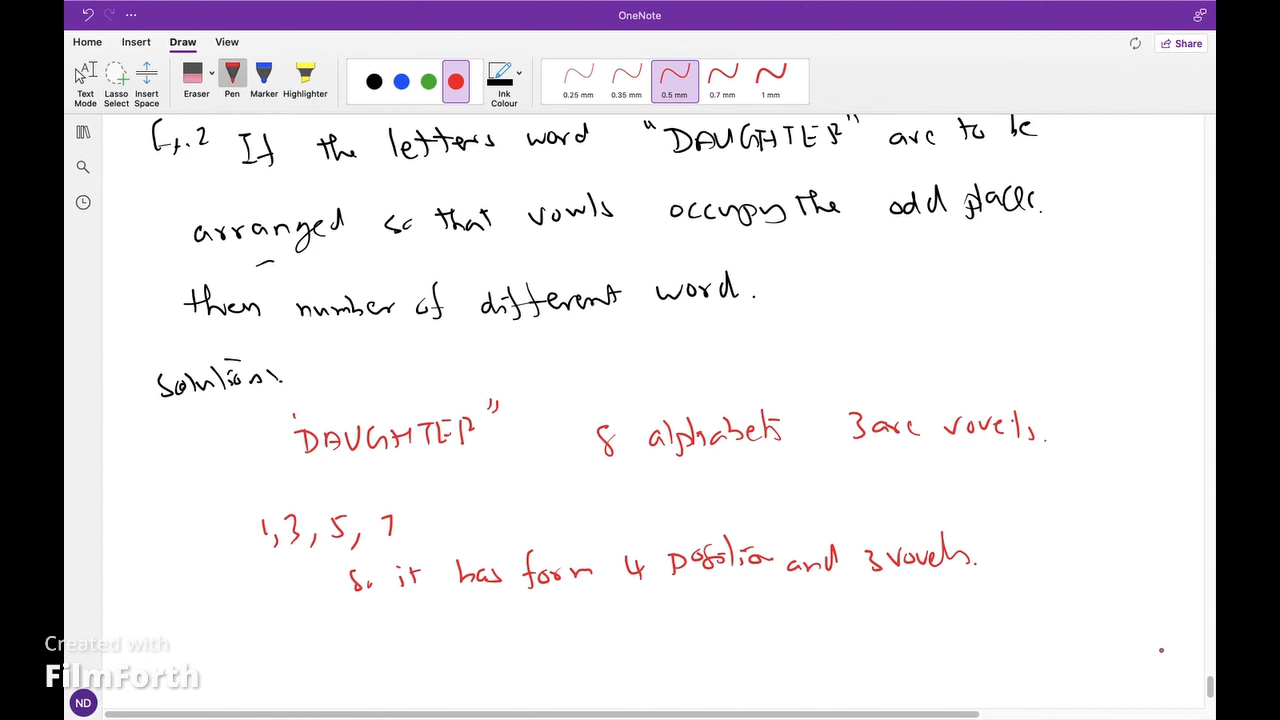 OneNote
Home Insert Draw View
Share
Text Mode
Lasso Select
Insert Space
Eraser
Pen
Marker
Highlighter
Ink Colour
0.25 mm
0.35 mm
0.5 mm
0.7 mm
1 mm
Ex.2 If the letters word "DAUGHTER" are to be
arranged so that vowls occupy the odd place.
then number of different word.
Solution:
"DAUGHTER" 8 alphabets 3 are vovels.
1, 3, 5, 7
So it has form 4 Position and 3 vovels.
Created with
FilmForth
ND